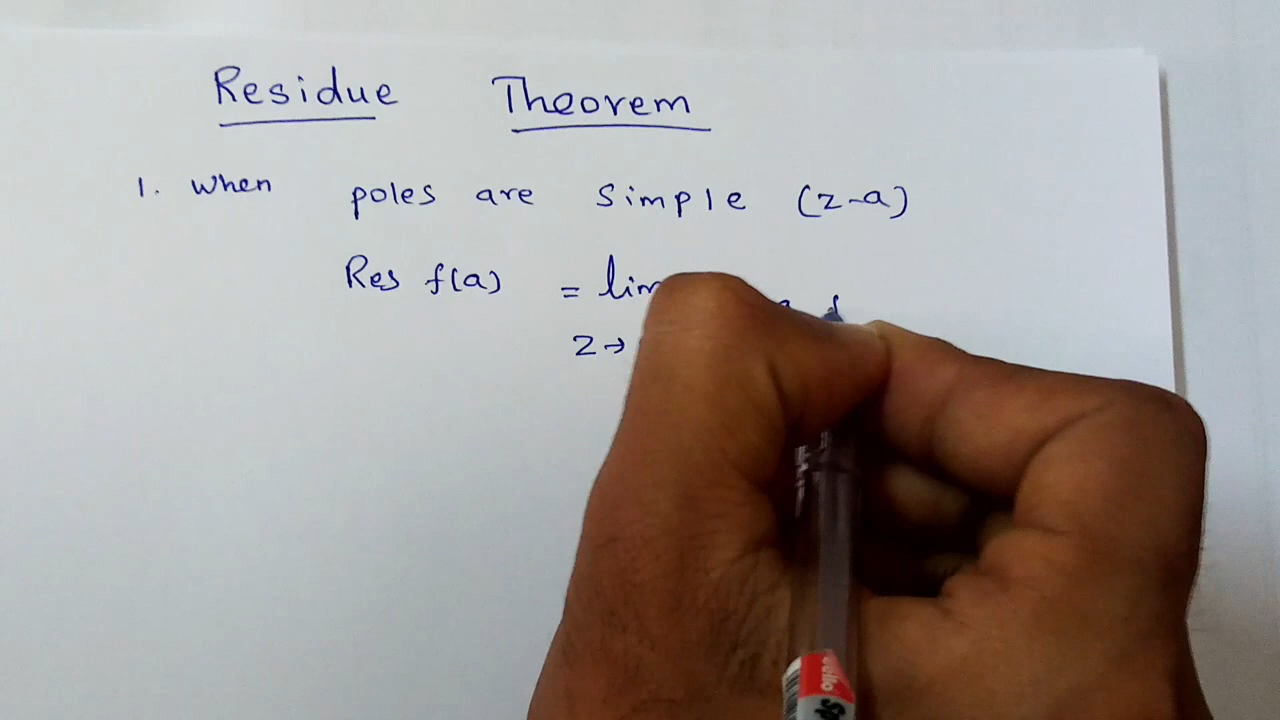 Residue Theorem
1. When poles are Simple (z-a)
Res f(a) = lim
z→